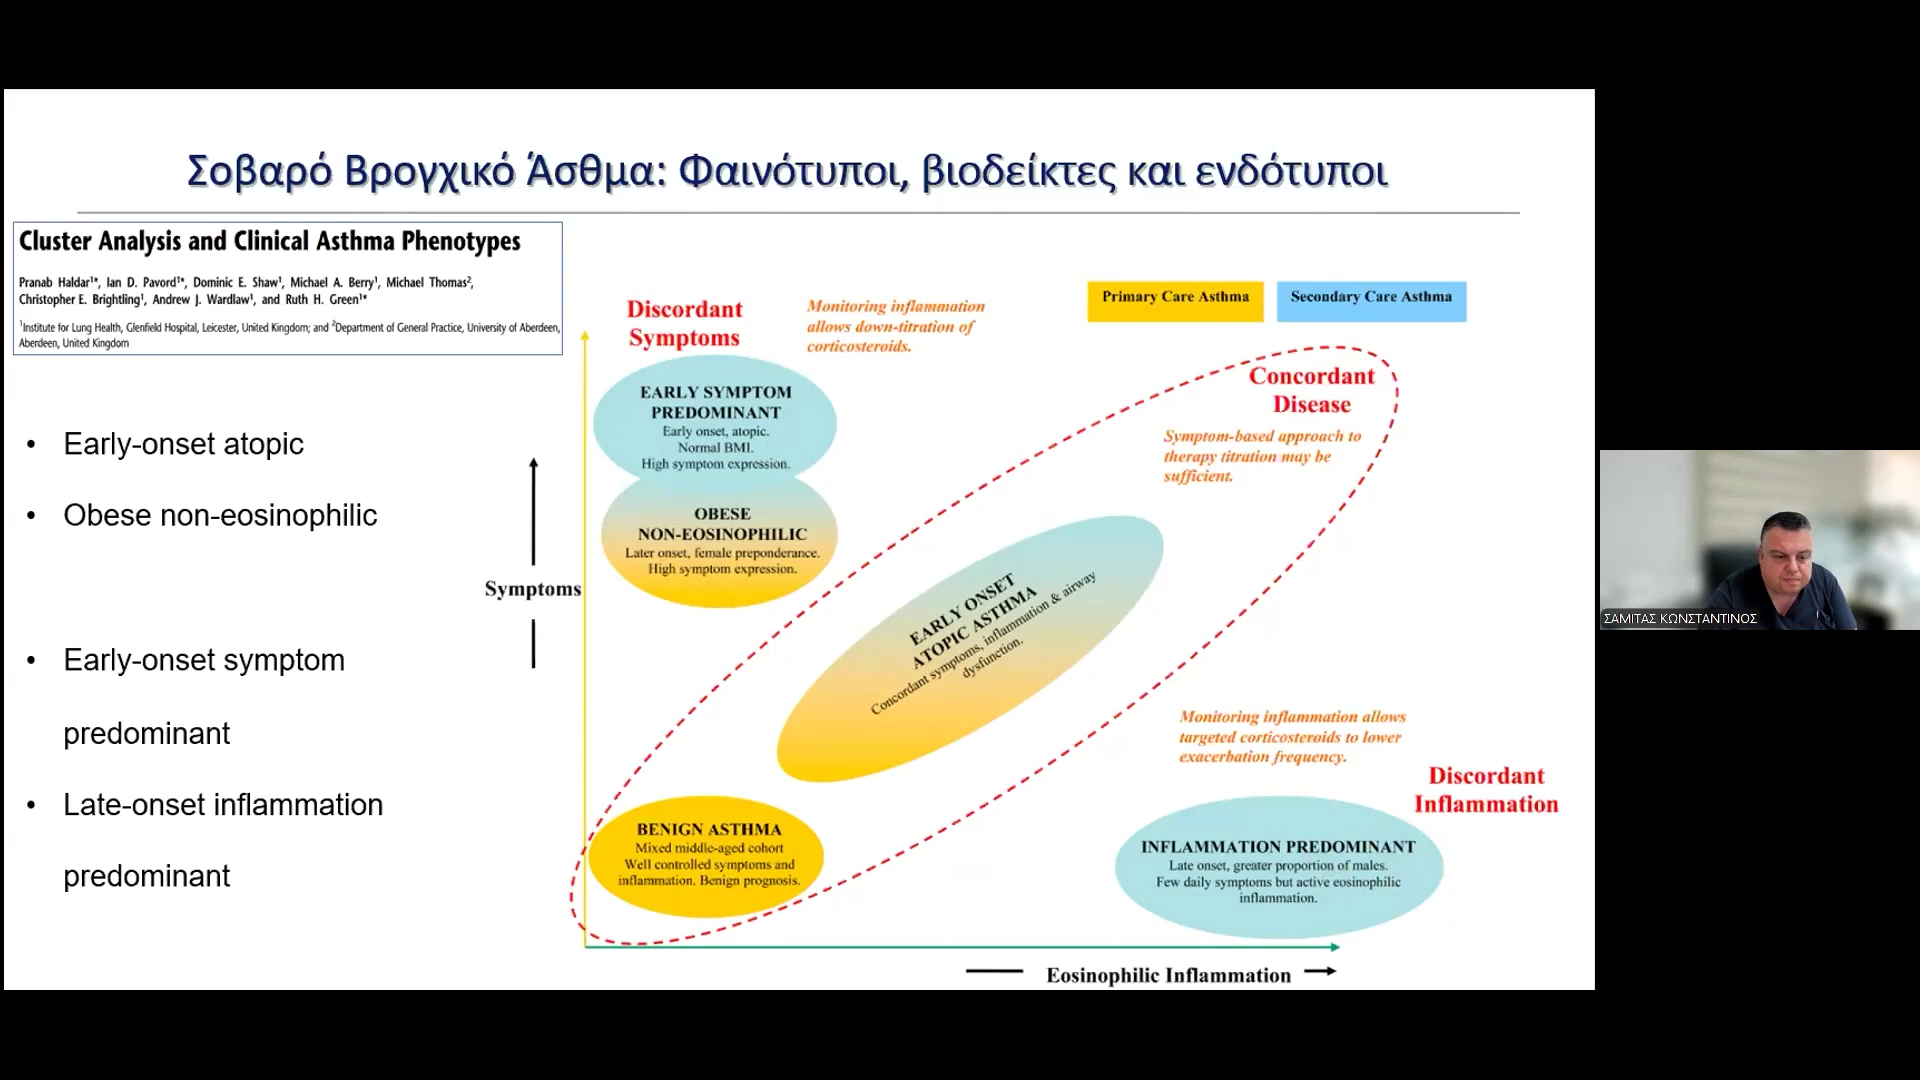 Σοβαρό Βρογχικό Άσθμα: Φαινότυποι, βιοδείκτες και ενδότυποι
Cluster Analysis and Clinical Asthma Phenotypes
Pranab Haldar1*, Ian D. Pavord1*, Dominic E. Shaw1, Michael A. Berry1, Michael Thomas2,
Christopher E. Brightling1, Andrew J. Wardlaw1, and Ruth H. Green1*
1Institute for Lung Health, Glenfield Hospital, Leicester, United Kingdom; and 2Department of General Practice, University of Aberdeen,
Aberdeen, United Kingdom
• Early-onset atopic
• Obese non-eosinophilic
• Early-onset symptom
predominant
• Late-onset inflammation
predominant
Symptoms
Discordant
Symptoms
Monitoring inflammation
allows down-titration of
corticosteroids.
Primary Care Asthma
Secondary Care Asthma
EARLY SYMPTOM
PREDOMINANT
Early onset, atopic.
Normal BMI.
High symptom expression.
OBESE
NON-EOSINOPHILIC
Later onset, female preponderance.
High symptom expression.
Concordant
Disease
Symptom-based approach to
therapy titration may be
sufficient.
EARLY ONSET
ATOPIC ASTHMA
Concordant symptoms, inflammation & airway
dysfunction.
BENIGN ASTHMA
Mixed middle-aged cohort
Well controlled symptoms and
inflammation. Benign prognosis.
Monitoring inflammation allows
targeted corticosteroids to lower
exacerbation frequency.
Discordant
Inflammation
INFLAMMATION PREDOMINANT
Late onset, greater proportion of males.
Few daily symptoms but active eosinophilic
inflammation.
Eosinophilic Inflammation
ΣΑΜΙΤΑΣ ΚΩΝΣΤΑΝΤΙΝΟΣ